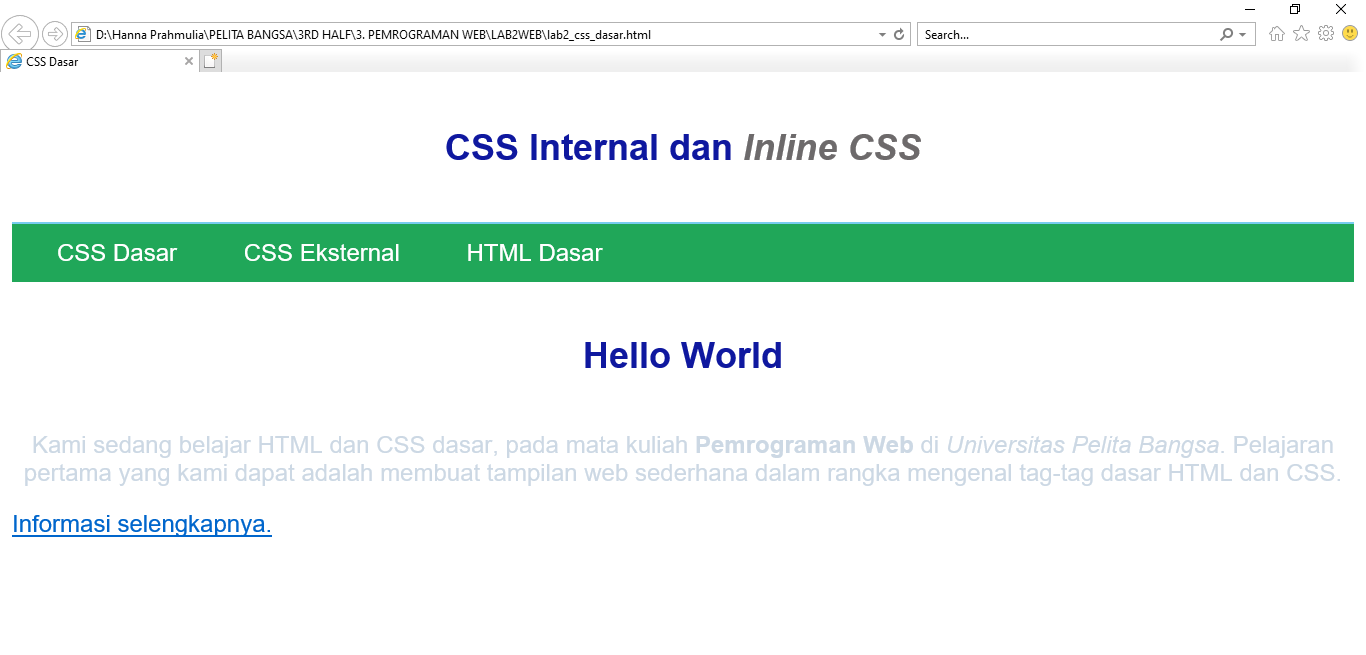 D:\Hanna Prahmulia\PELITA BANGSA\3RD HALF\3. PEMROGRAMAN WEB\LAB2WEB\lab2_css_dasar.html
Search...
CSS Dasar
CSS Internal dan Inline CSS
CSS Dasar CSS Eksternal HTML Dasar
Hello World
Kami sedang belajar HTML dan CSS dasar, pada mata kuliah Pemrograman Web di Universitas Pelita Bangsa. Pelajaran
pertama yang kami dapat adalah membuat tampilan web sederhana dalam rangka mengenal tag-tag dasar HTML dan CSS.
Informasi selengkapnya.